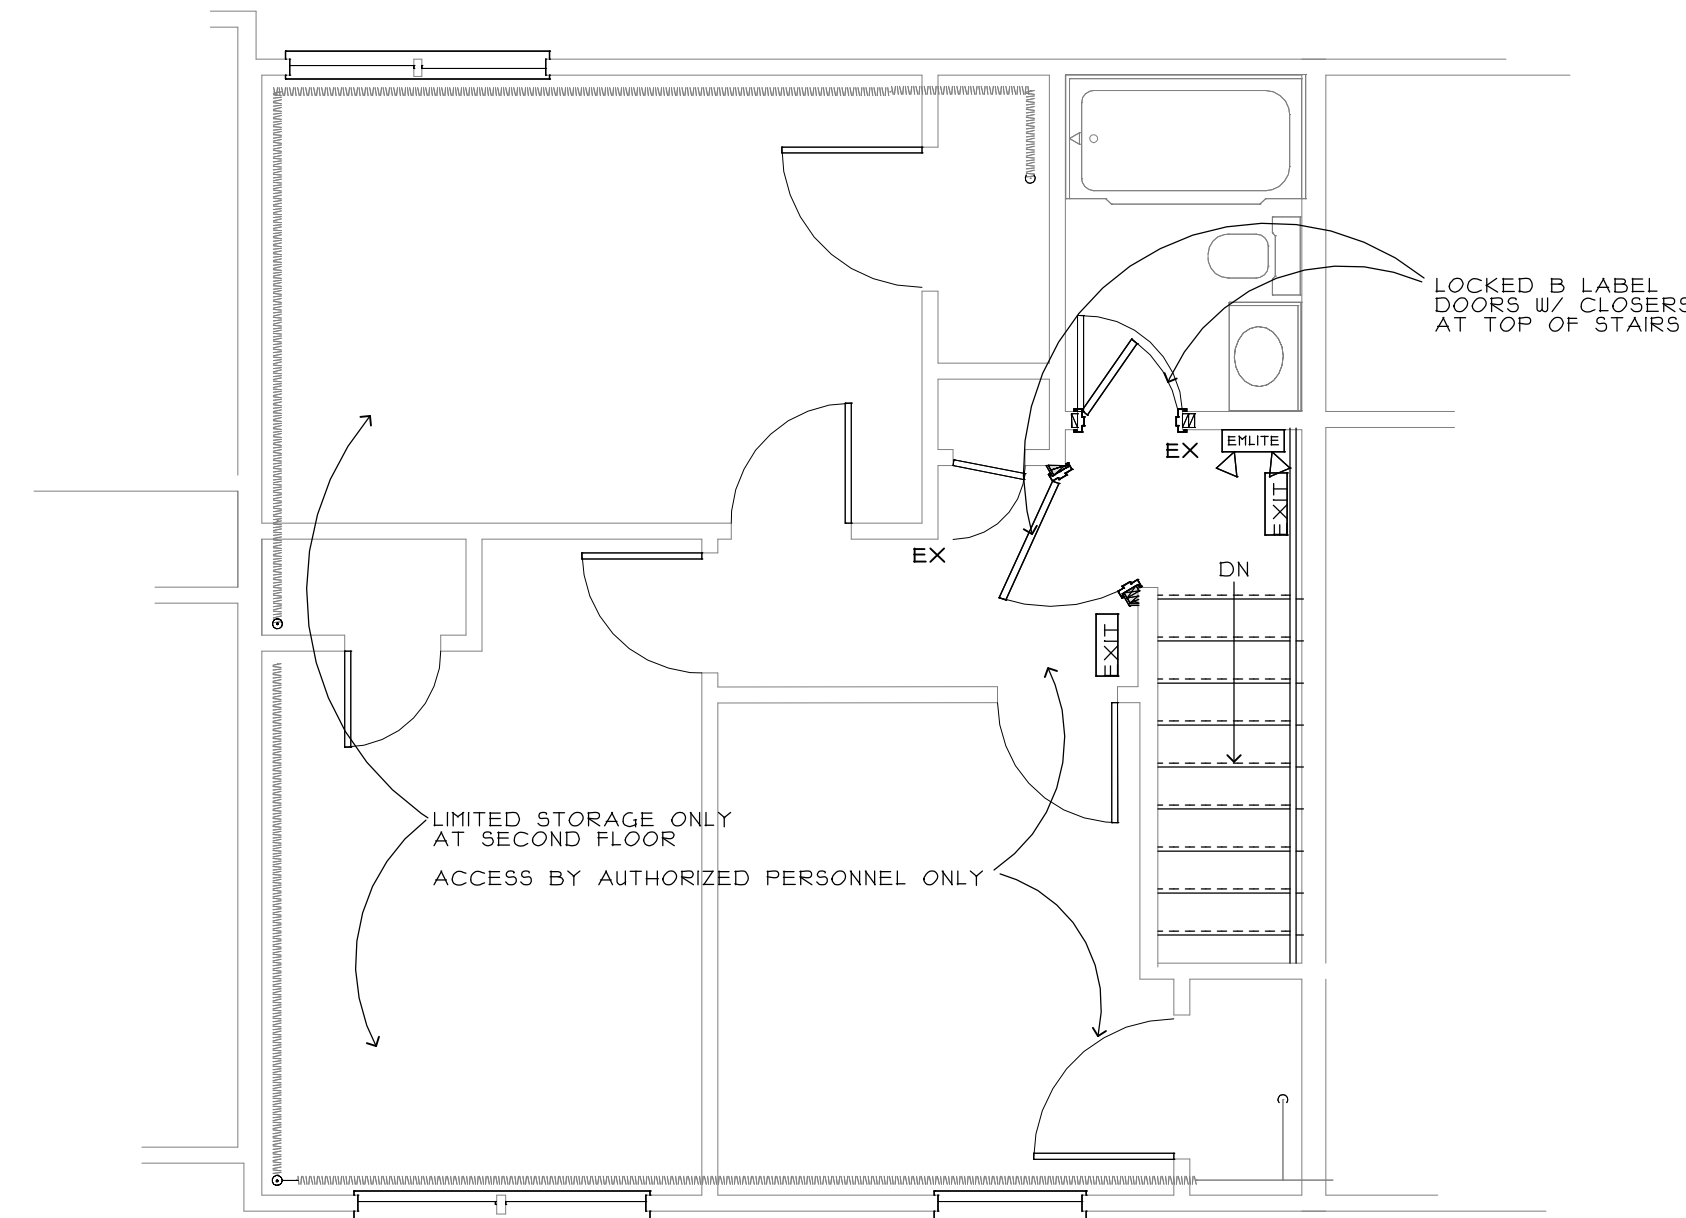 LOCKED B LABEL
DOORS W/ CLOSERS
AT TOP OF STAIRS
EX
EMLITE
EXIT
EX
DN
EXIT
LIMITED STORAGE ONLY
AT SECOND FLOOR
ACCESS BY AUTHORIZED PERSONNEL ONLY